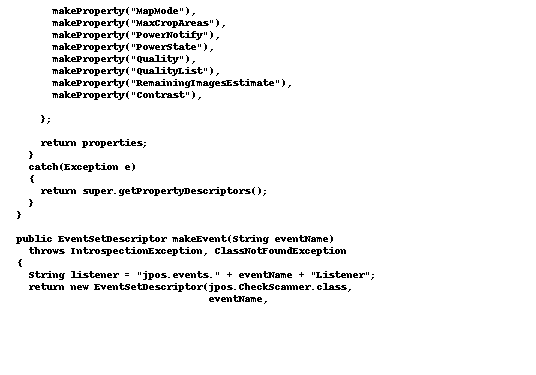 makeProperty("MapMode"),
makeProperty("MaxCropAreas"),
makeProperty("PowerNotify"),
makeProperty("PowerState"),
makeProperty("Quality"),
makeProperty("QualityList"),
makeProperty("RemainingImagesEstimate"),
makeProperty("Contrast"),
};
return properties;
}
catch(Exception e)
{
return super.getPropertyDescriptors();
}
}
public EventSetDescriptor makeEvent(String eventName)
throws IntrospectionException, ClassNotFoundException
{
String listener = "jpos.events." + eventName + "Listener";
return new EventSetDescriptor(jpos.CheckScanner.class,
eventName,